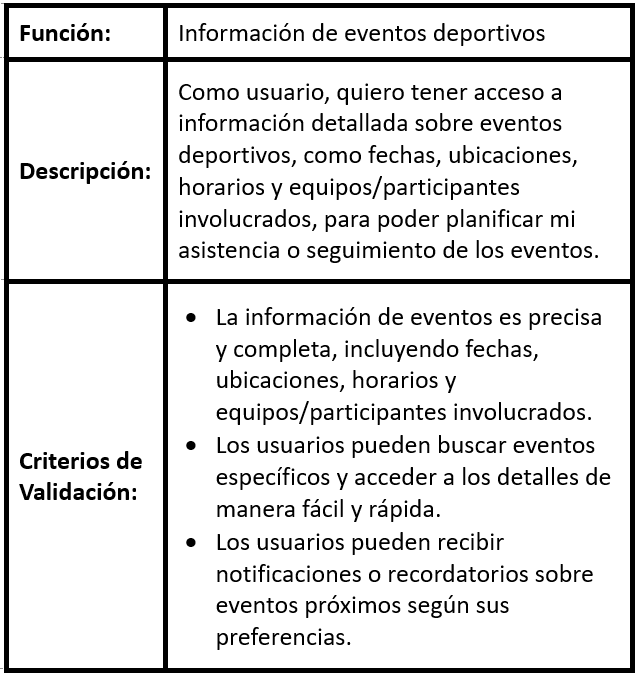 Función: Información de eventos deportivos
Descripción:
Como usuario, quiero tener acceso a
información detallada sobre eventos
deportivos, como fechas, ubicaciones,
horarios y equipos/participantes
involucrados, para poder planificar mi
asistencia o seguimiento de los eventos.
Criterios de
Validación:
• La información de eventos es precisa
y completa, incluyendo fechas,
ubicaciones, horarios y
equipos/participantes involucrados.
• Los usuarios pueden buscar eventos
específicos y acceder a los detalles de
manera fácil y rápida.
• Los usuarios pueden recibir
notificaciones o recordatorios sobre
eventos próximos según sus
preferencias.